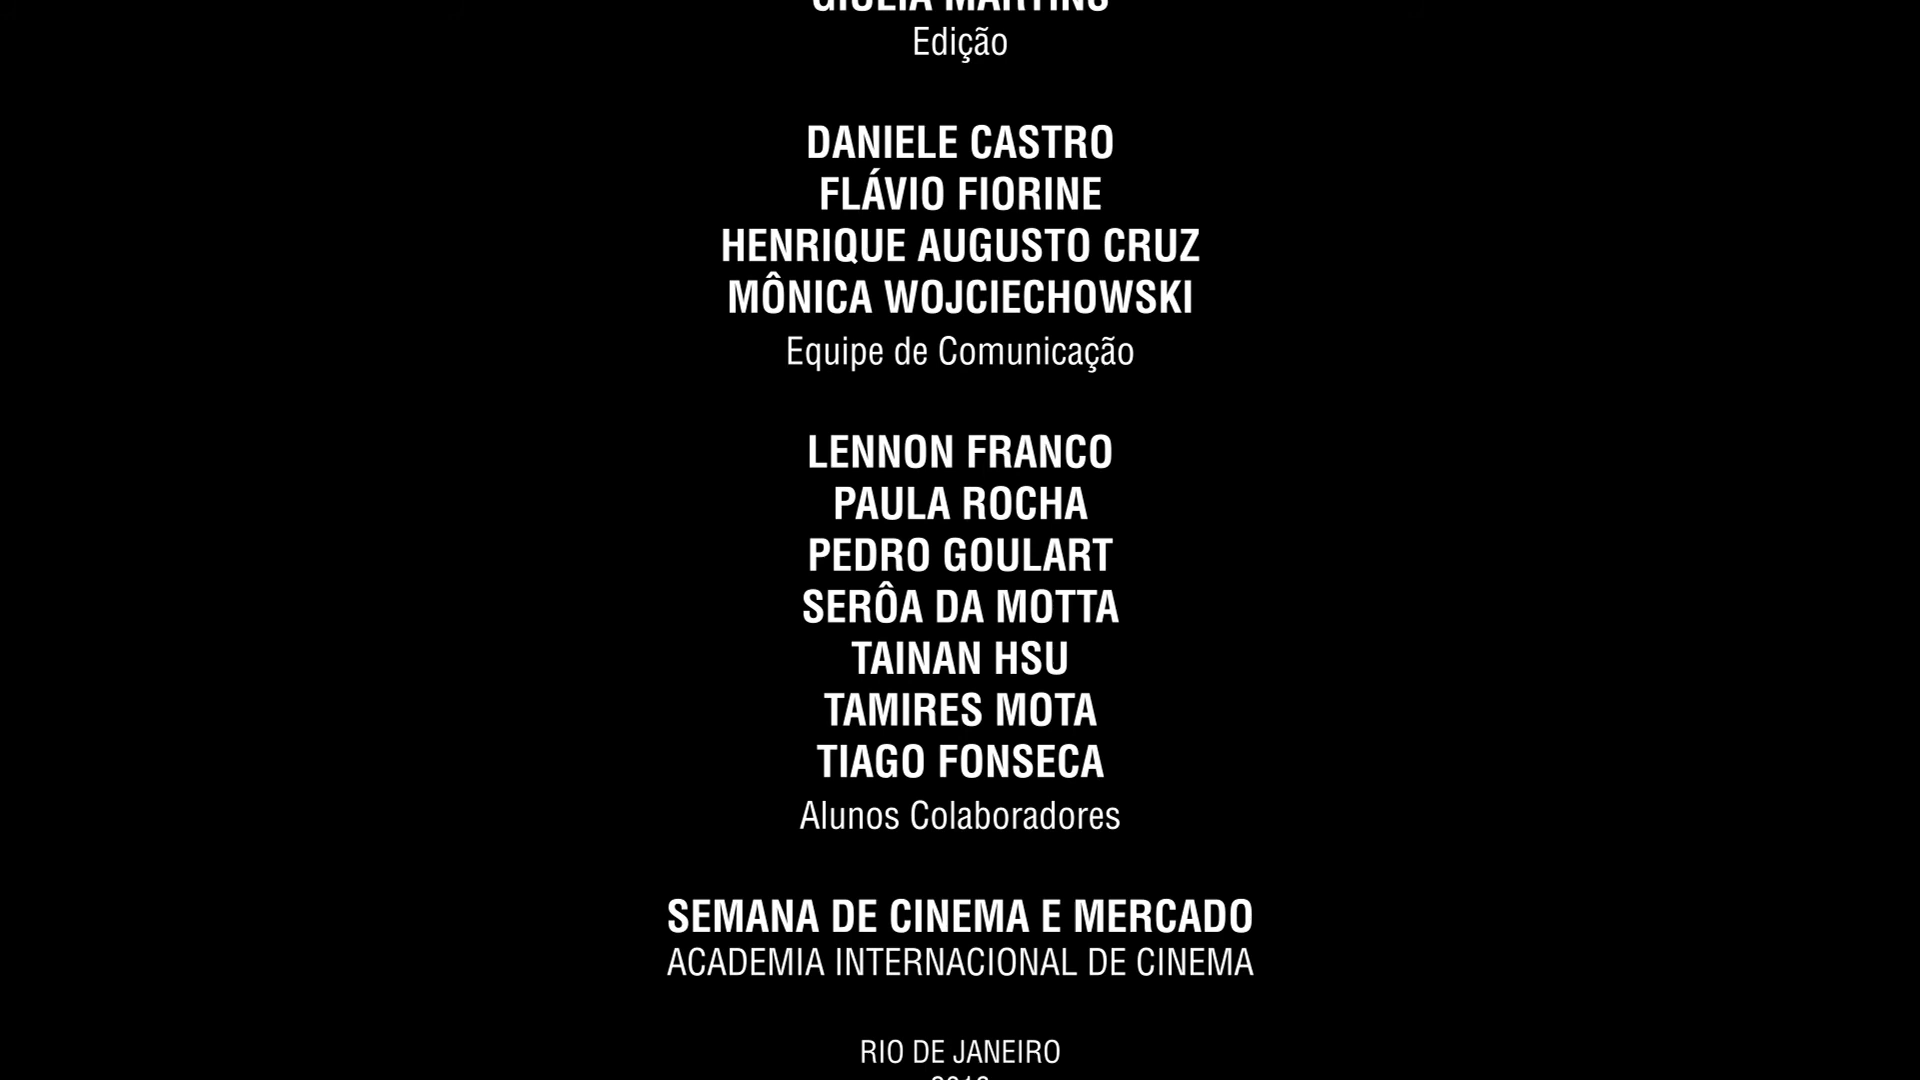 GIULIA MARTINS
Edição
DANIELE CASTRO
FLÁVIO FIORINE
HENRIQUE AUGUSTO CRUZ
MÔNICA WOJCIECHOWSKI
Equipe de Comunicação
LENNON FRANCO
PAULA ROCHA
PEDRO GOULART
SERÔA DA MOTTA
TAINAN HSU
TAMIRES MOTA
TIAGO FONSECA
Alunos Colaboradores
SEMANA DE CINEMA E MERCADO
ACADEMIA INTERNACIONAL DE CINEMA
RIO DE JANEIRO